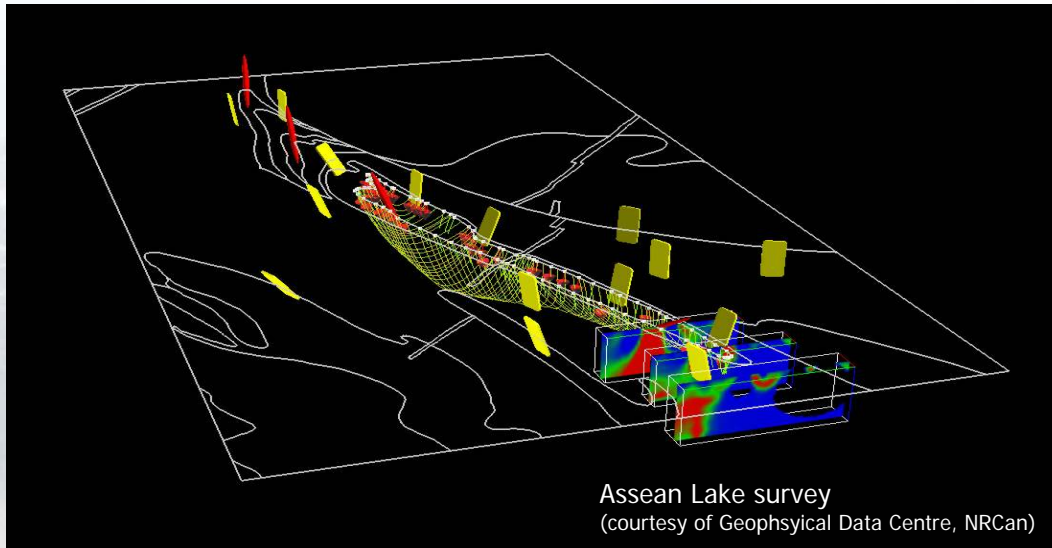 Assean Lake survey
(courtesy of Geophsyical Data Centre, NRCan)